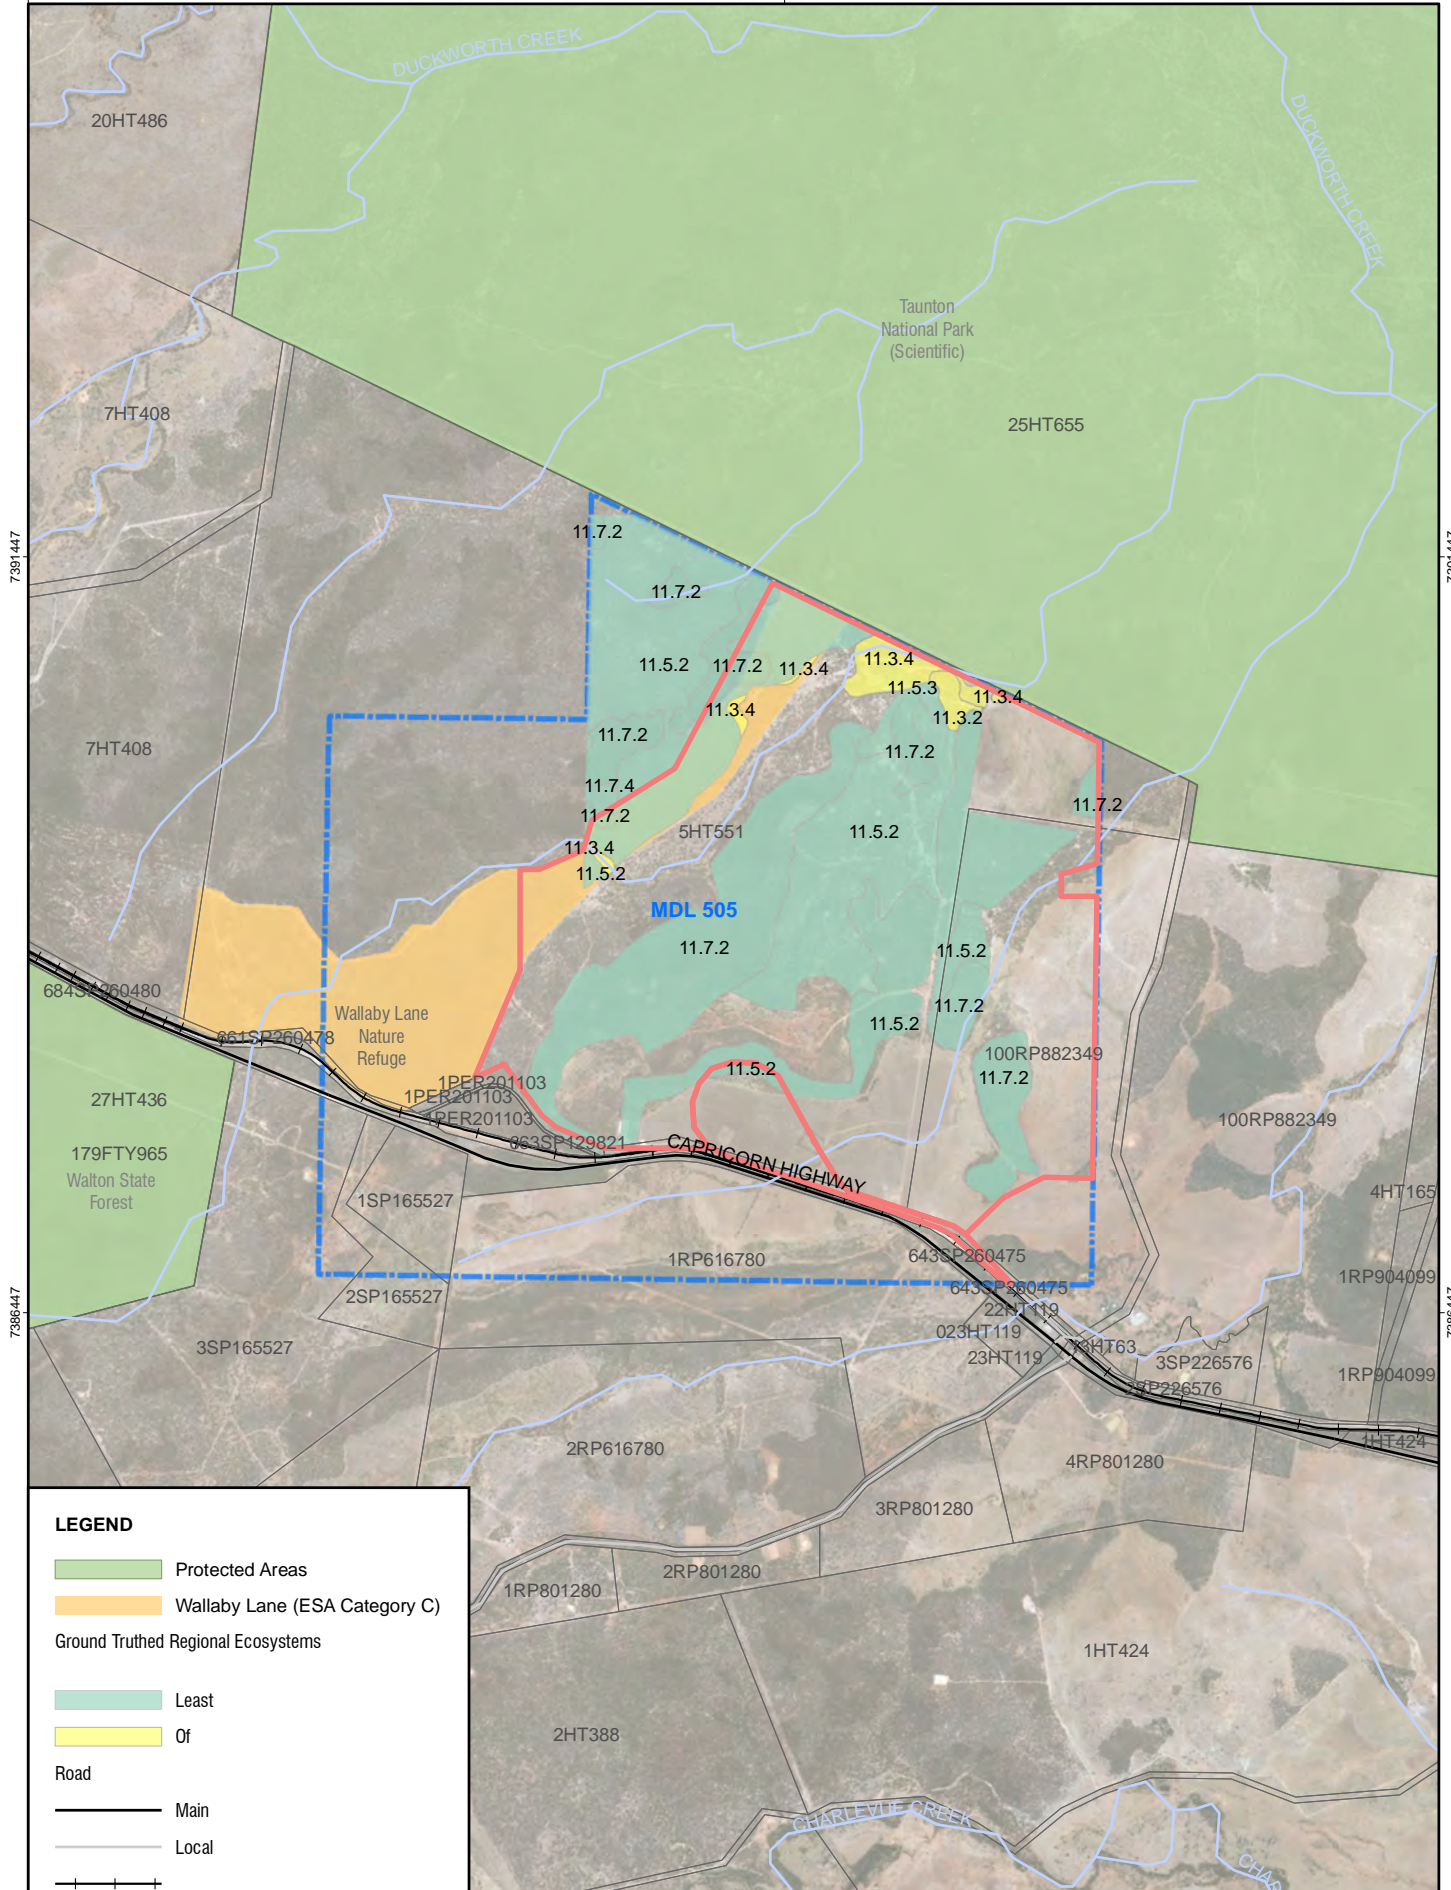 DUCKWORTH CREEK
20HT486
DUCKWORTH CREEK
Taunton
National Park
(Scientific)
7HT408
25HT655
7391447
11.7.2
11.7.2
11.5.2
11.7.2
11.3.4
11.3.4
11.5.3
11.3.4
11.3.4
11.3.2
11.7.2
11.7.2
7HT408
11.7.4
11.7.2
11.7.2
5HT551
11.5.2
11.3.4
11.5.2
MDL 505
11.7.2
11.5.2
684SP260480
11.7.2
Wallaby Lane
Nature
Refuge
11.5.2
661SP260478
100RP882349
11.5.2
11.7.2
1PER201103
1PER201103
1PER201103
27HT436
100RP882349
663SP129821
CAPRICORN HIGHWAY
179FTY965
Walton State
Forest
1SP165527
4HT165
643SP260475
1RP616780
1RP904099
643SP260475
2SP165527
22HT119
7386447
023HT119
3SP165527
23HT119
3SP226576
1RP904099
2SP226576
1HT424
2RP616780
4RP801280
3RP801280
2RP801280
1RP801280
1HT424
2HT388
CHARLEVUE CREEK
LEGEND
Protected Areas
Wallaby Lane (ESA Category C)
Ground Truthed Regional Ecosystems
Least
Of
Road
Main
Local